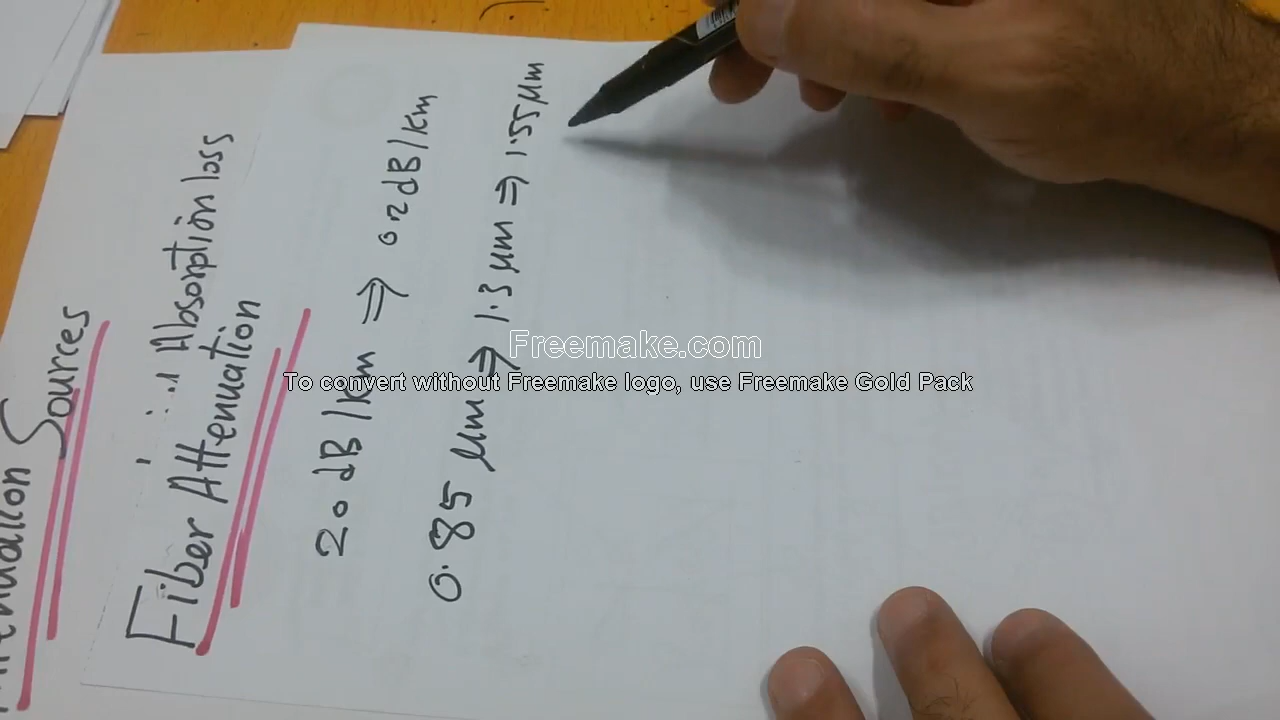 Sources
Absorption loss
Fiber Attenuation
20 dB/km ⇒ 0.2 dB/km
0.85 μm ⇒ 1.3 μm ⇒ 1.55 μm
Freemake.com
To convert without Freemake logo, use Freemake Gold Pack